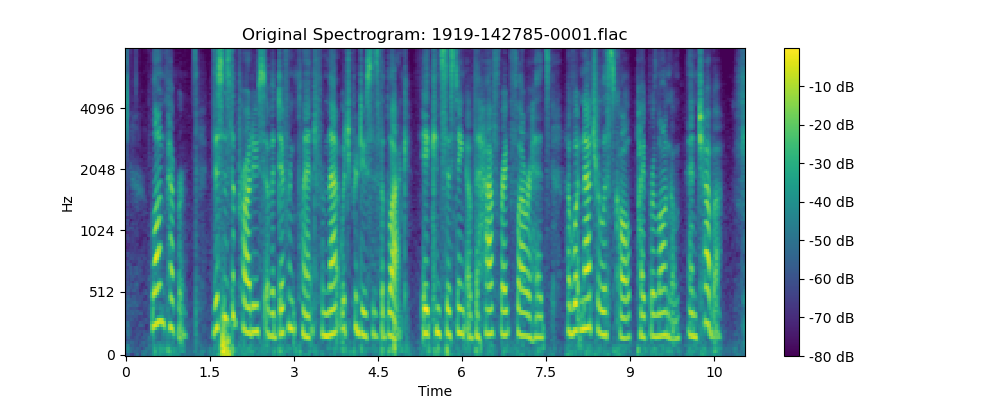 Original Spectrogram: 1919-142785-0001.flac
Hz
4096
2048
1024
512
0
0 1.5 3 4.5 6 7.5 9 10
Time
-10 dB
-20 dB
-30 dB
-40 dB
-50 dB
-60 dB
-70 dB
-80 dB